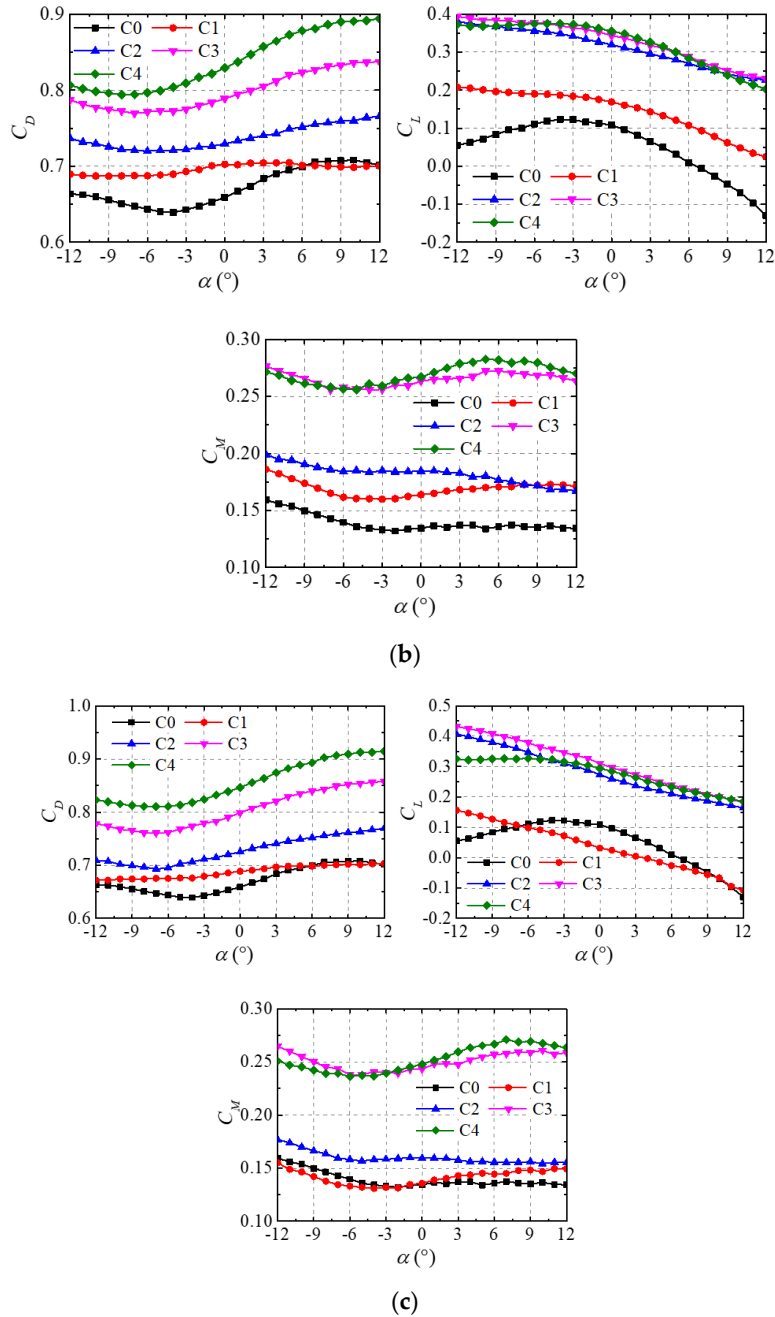 0.9
0.8
0.7
0.6
C_D
C0 C1
C2 C3
C4
-12 -9 -6 -3 0 3 6 9 12
α (°)
0.4
0.3
0.2
0.1
0.0
-0.1
-0.2
C_L
C0 C1
C2 C3
C4
-12 -9 -6 -3 0 3 6 9 12
α (°)
0.30
0.25
0.20
0.15
0.10
C_M
C0 C1
C2 C3
C4
-12 -9 -6 -3 0 3 6 9 12
α (°)
(b)
1.0
0.9
0.8
0.7
0.6
C_D
C0 C1
C2 C3
C4
-12 -9 -6 -3 0 3 6 9 12
α (°)
0.5
0.4
0.3
0.2
0.1
0.0
-0.1
-0.2
C_L
C0 C1
C2 C3
C4
-12 -9 -6 -3 0 3 6 9 12
α (°)
0.30
0.25
0.20
0.15
0.10
C_M
C0 C1
C2 C3
C4
-12 -9 -6 -3 0 3 6 9 12
α (°)
(c)